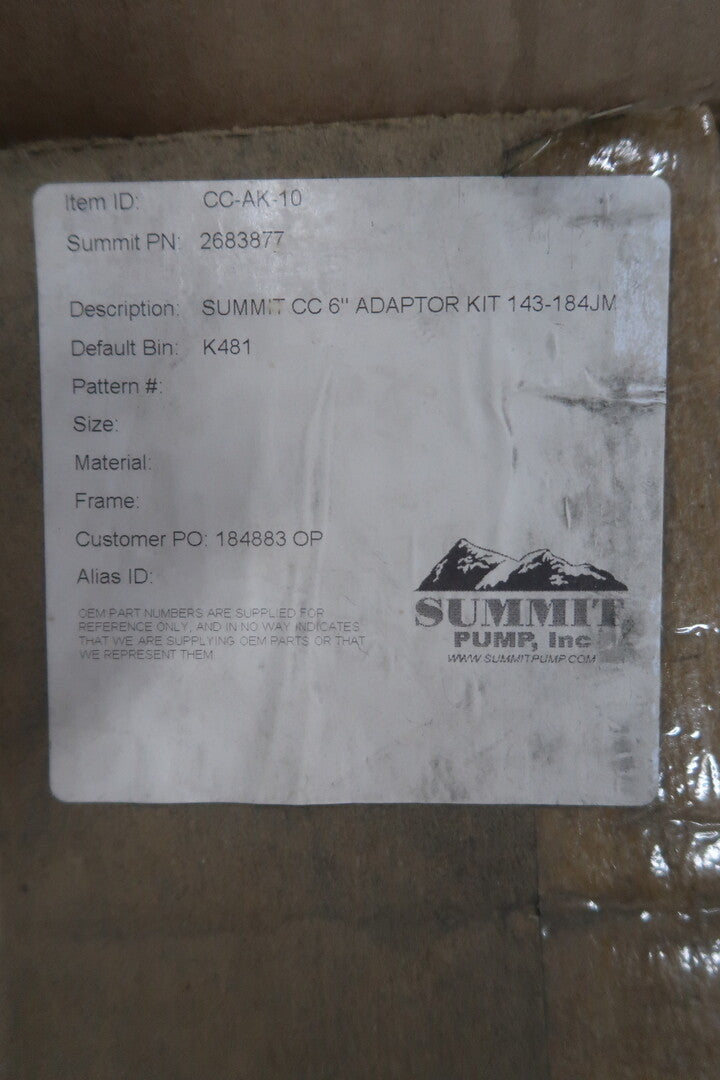 Item ID: CC-AK-10
Summit PN: 2683877
Description: SUMMIT CC 6" ADAPTOR KIT 143-184JM
Default Bin: K481
Pattern #:
Size:
Material:
Frame:
Customer PO: 184883 OP
Alias ID:
OEM PART NUMBERS ARE SUPPLIED FOR
REFERENCE ONLY, AND IN NO WAY INDICATES
THAT WE ARE SUPPLYING OEM PARTS OR THAT
WE REPRESENT THEM
SUMMIT
PUMP, Inc
WWW.SUMMITPUMP.COM